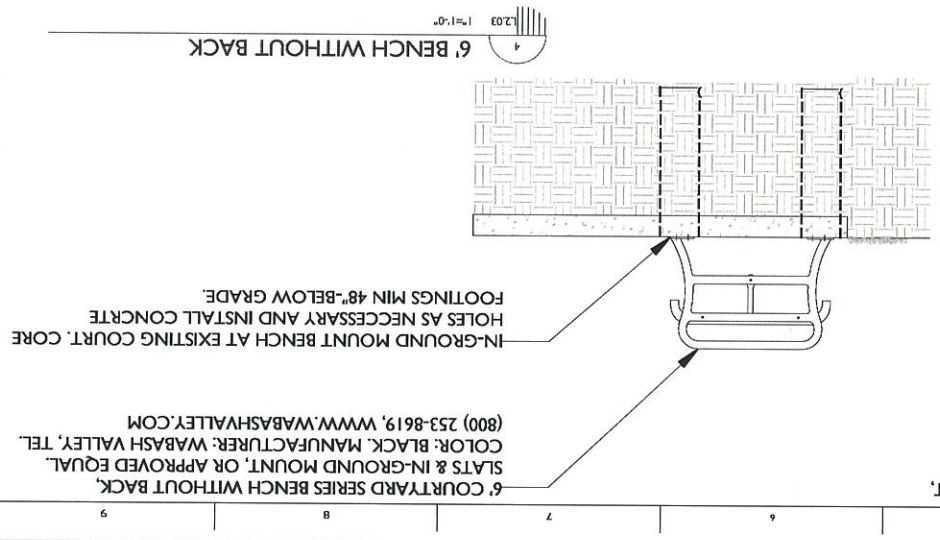 6 7 8 9
T,
6' COURTYARD SERIES BENCH WITHOUT BACK,
SLATS & IN-GROUND MOUNT, OR APPROVED EQUAL.
COLOR: BLACK. MANUFACTURER: WABASH VALLEY, TEL.
(800) 253-8619, WWW.WABASHVALLEY.COM
IN-GROUND MOUNT BENCH AT EXISTING COURT. CORE
HOLES AS NECCESSARY AND INSTALL CONCRTE
FOOTINGS MIN 48"-BELOW GRADE.
4
6' BENCH WITHOUT BACK
L2.03 1"=1'-0"